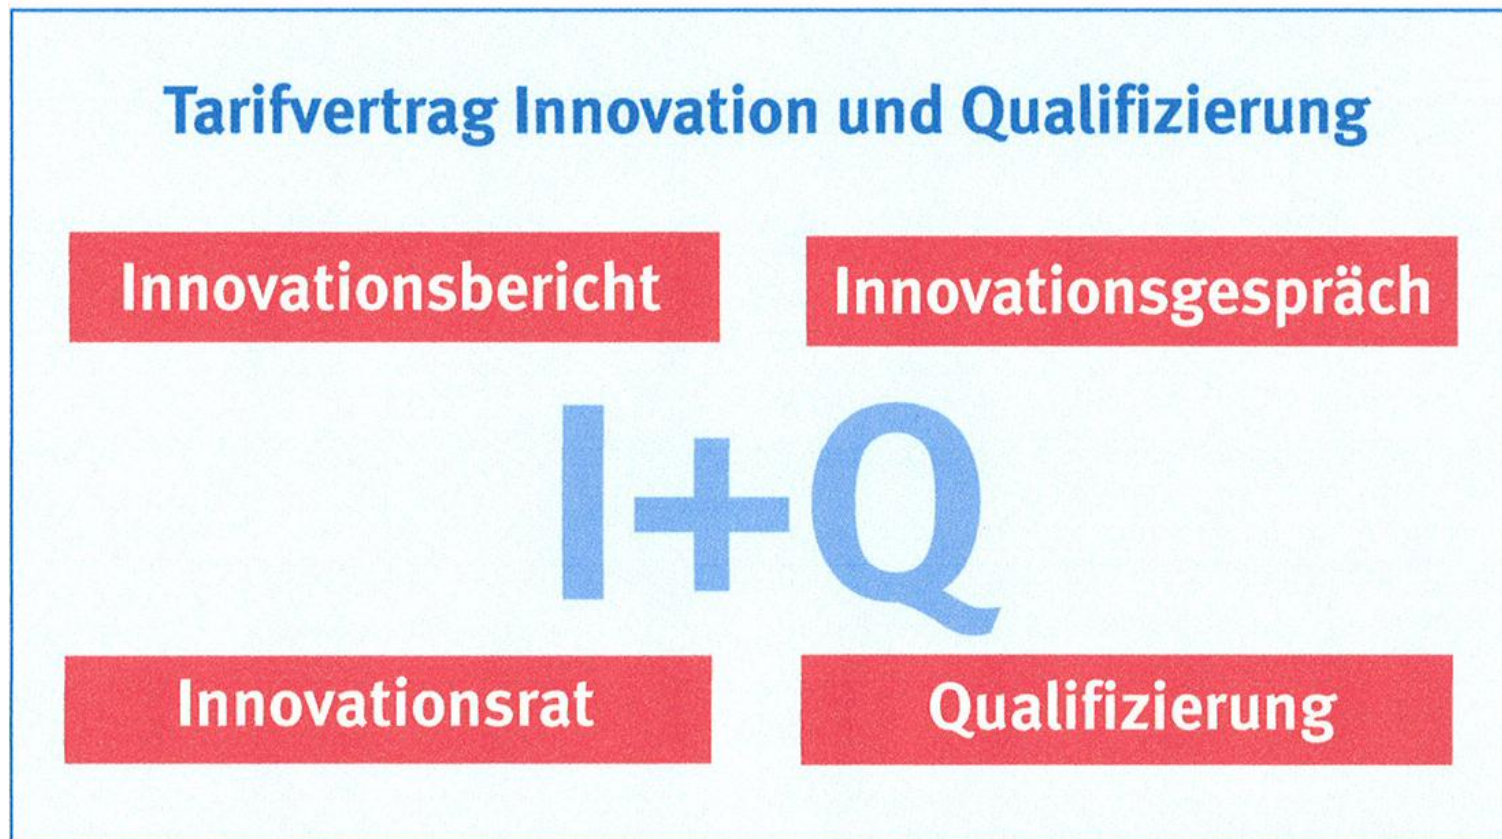 Tarifvertrag Innovation und Qualifizierung
Innovationsbericht
Innovationsgespräch
I+Q
Innovationsrat
Qualifizierung